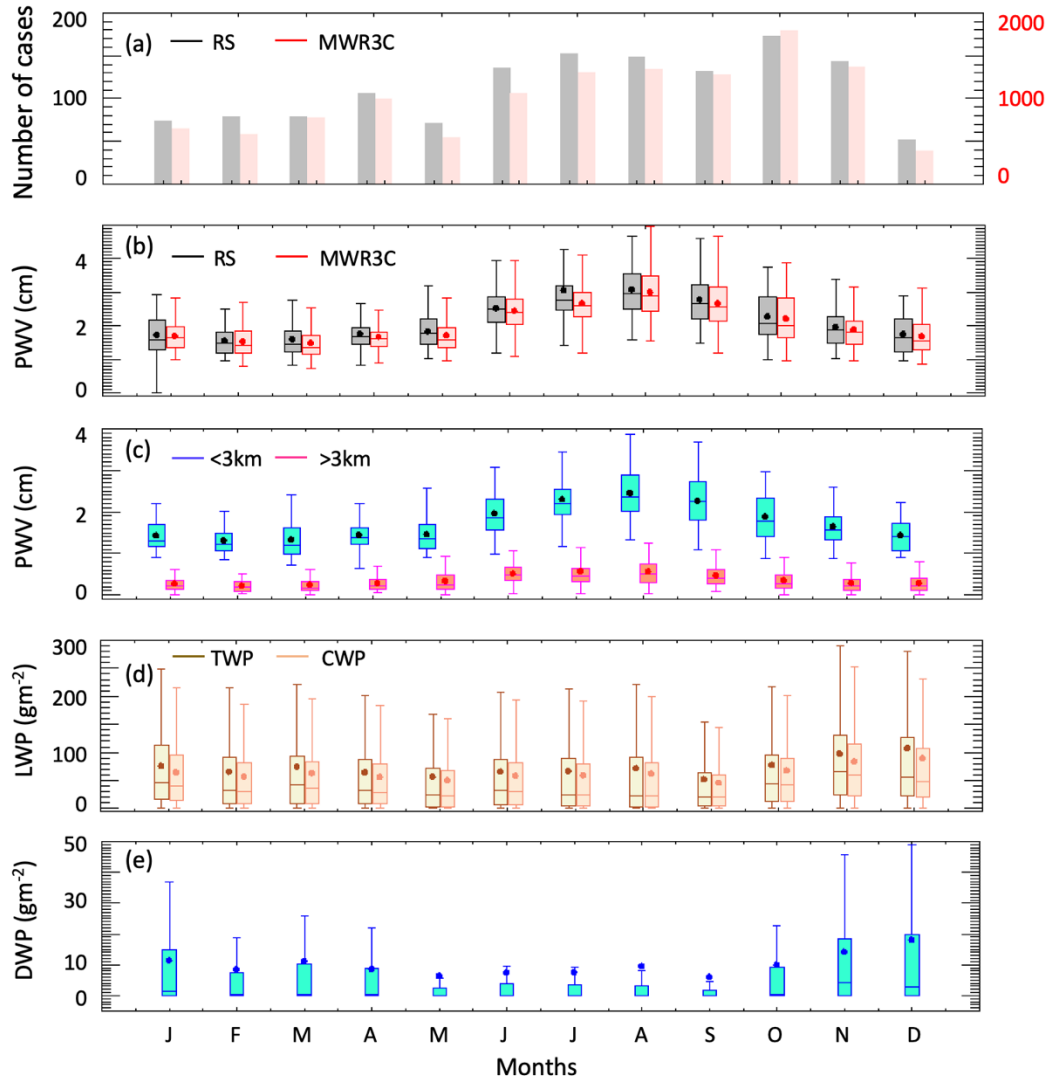 200
2000
(a)
RS
MWR3C
Number of cases
100
1000
0
0
(b)
RS
MWR3C
PWV (cm)
4
2
0
(c)
<3km
>3km
PWV (cm)
4
2
0
(d)
TWP
CWP
LWP (gm⁻²)
300
200
100
0
(e)
DWP (gm⁻²)
50
30
10
0
J F M A M J J A S O N D
Months